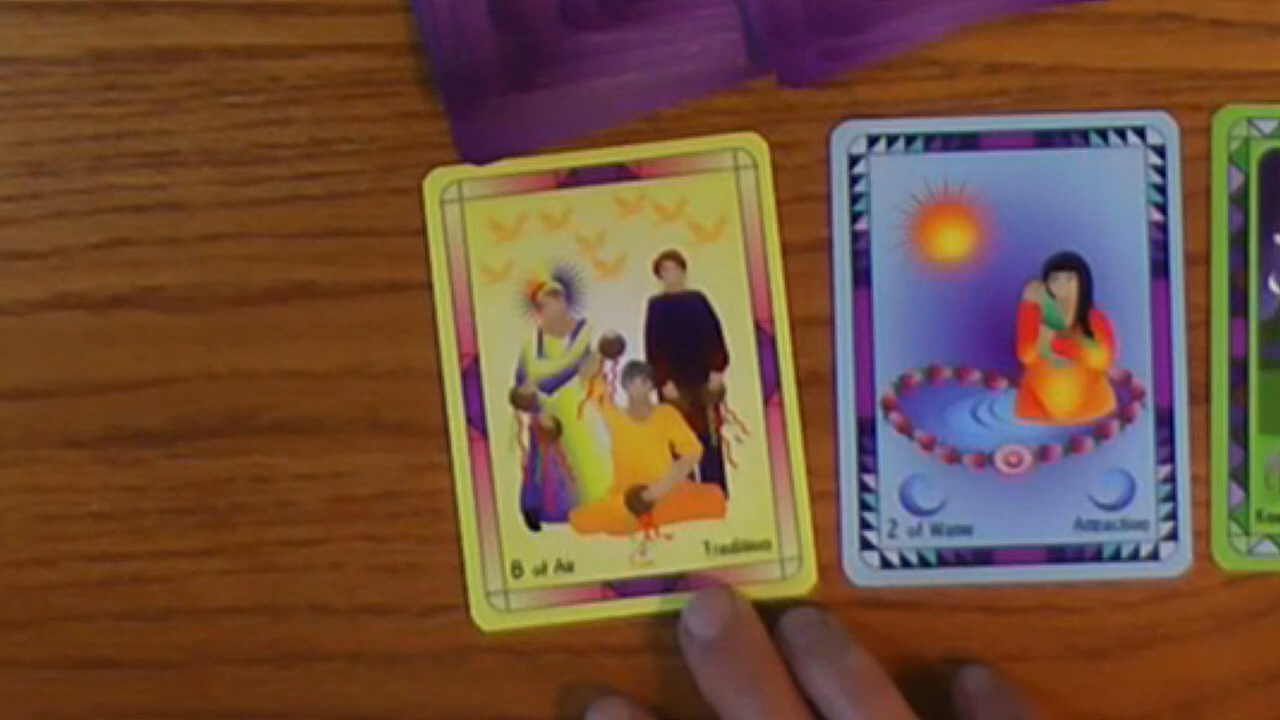 8 of Air
Tradition
2 of Water
Attraction